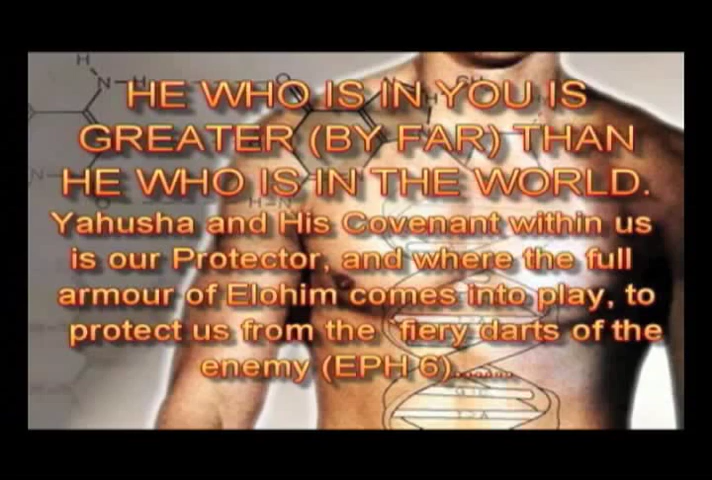 HE WHO IS IN YOU IS
GREATER (BY FAR) THAN
HE WHO IS IN THE WORLD.
Yahusha and His Covenant within us
is our Protector, and where the full
armour of Elohim comes into play, to
protect us from the 'fiery darts of the
enemy (EPH 6)........